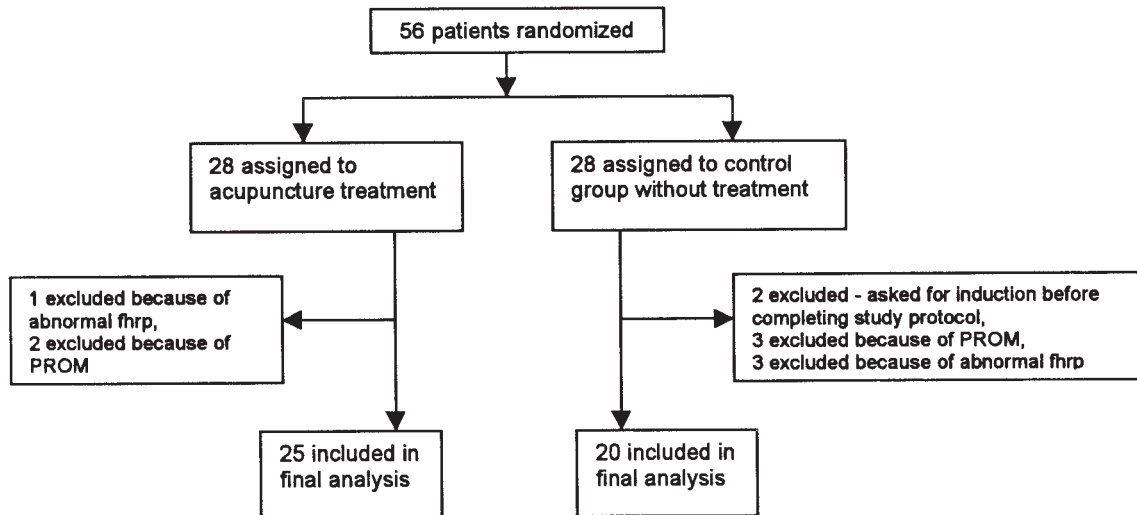 56 patients randomized
28 assigned to
acupuncture treatment
28 assigned to control
group without treatment
1 excluded because of
abnormal fhrp,
2 excluded because of
PROM
2 excluded - asked for induction before
completing study protocol,
3 excluded because of PROM,
3 excluded because of abnormal fhrp
25 included in
final analysis
20 included in
final analysis